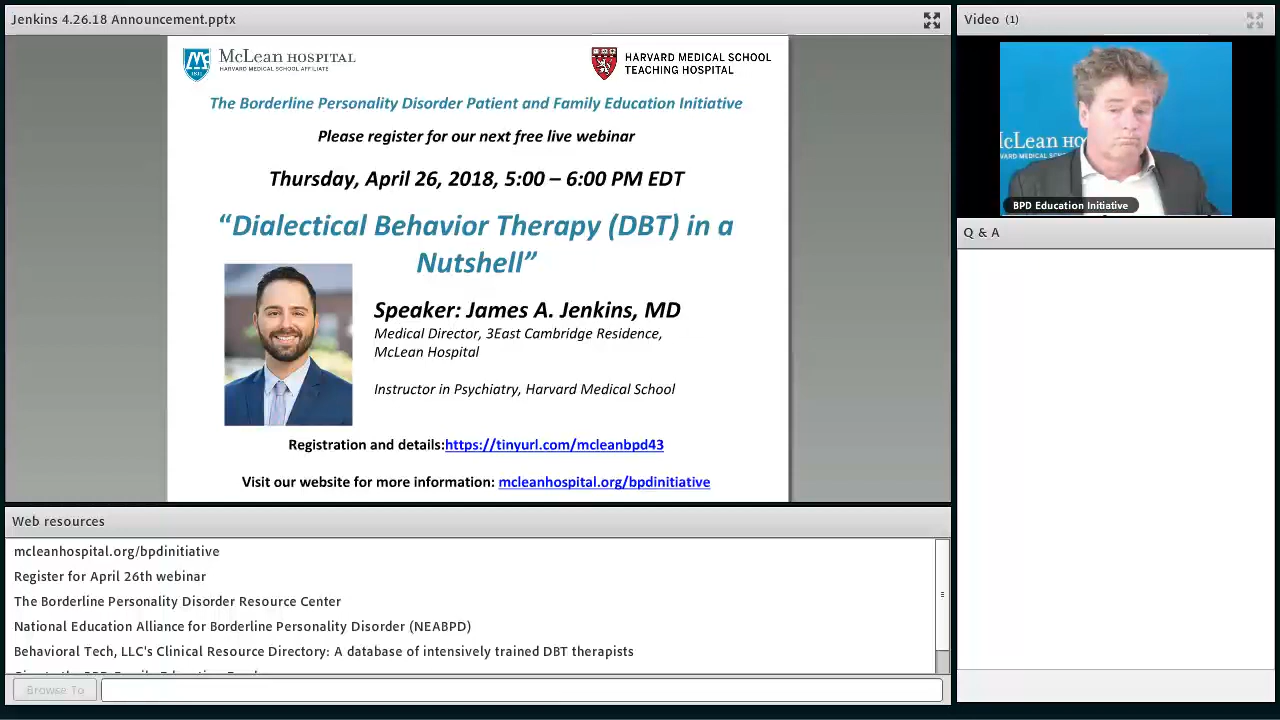 Jenkins 4.26.18 Announcement.pptx
McLean Hospital
Harvard Medical School Affiliate
HARVARD MEDICAL SCHOOL
TEACHING HOSPITAL
The Borderline Personality Disorder Patient and Family Education Initiative
Please register for our next free live webinar
Thursday, April 26, 2018, 5:00 – 6:00 PM EDT
“Dialectical Behavior Therapy (DBT) in a
Nutshell”
Speaker: James A. Jenkins, MD
Medical Director, 3East Cambridge Residence,
McLean Hospital
Instructor in Psychiatry, Harvard Medical School
Registration and details:https://tinyurl.com/mcleanbpd43
Visit our website for more information: mcleanhospital.org/bpdinitiative
Web resources
mcleanhospital.org/bpdinitiative
Register for April 26th webinar
The Borderline Personality Disorder Resource Center
National Education Alliance for Borderline Personality Disorder (NEABPD)
Behavioral Tech, LLC's Clinical Resource Directory: A database of intensively trained DBT therapists
Browse To
Video (1)
BPD Education Initiative
Q & A